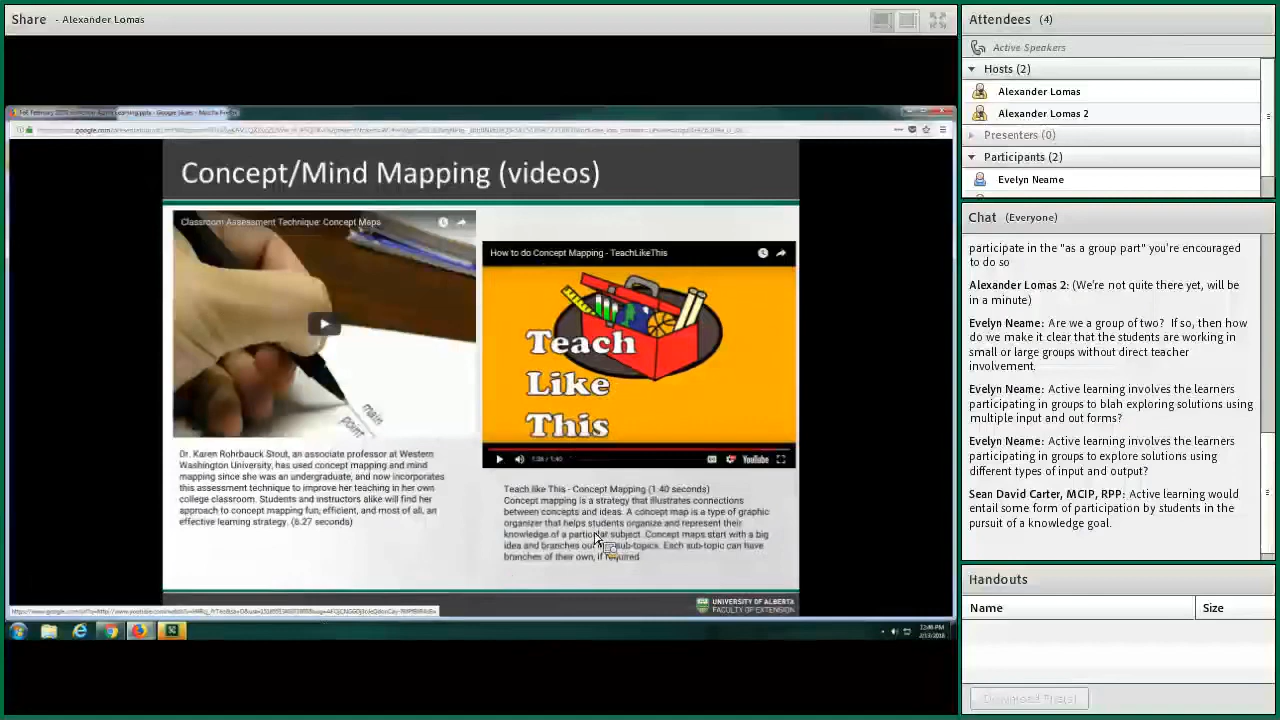 Share - Alexander Lomas
Concept/Mind Mapping (videos)
Classroom Assessment Technique: Concept Maps
main
point
Dr. Karen Rohrbauck Stout, an associate professor at Western
Washington University, has used concept mapping and mind
mapping since she was an undergraduate, and now incorporates
this assessment technique to improve her teaching in her own
college classroom. Students and instructors alike will find her
approach to concept mapping fun, efficient, and most of all, an
effective learning strategy. (6.27 seconds)
How to do Concept Mapping - TeachLikeThis
Teach
Like
This
YouTube
Teach like This - Concept Mapping (1:40 seconds)
Concept mapping is a strategy that illustrates connections
between concepts and ideas. A concept map is a type of graphic
organizer that helps students organize and represent their
knowledge of a particular subject. Concept maps start with a big
idea and branches out sub-topics. Each sub-topic can have
branches of their own, if required
UNIVERSITY OF ALBERTA
FACULTY OF EXTENSION
Attendees (4)
Active Speakers
Hosts (2)
Alexander Lomas
Alexander Lomas 2
Presenters (0)
Participants (2)
Evelyn Neame
Chat (Everyone)
participate in the "large group part" you're encouraged
to do so
Alexander Lomas 2: (We're not quite there yet, will be
in a minute)
Evelyn Neame: Are we a group of two? If so, then how
do we make it clear that the students are working in
small or large groups without direct teacher
involvement.
Evelyn Neame: Active learning involves the learners
participating in groups to blah exploring solutions using
multiple input and out forms?
Evelyn Neame: Active learning involves the learners
participating in groups to explore solutions using
different types of input and output?
Sean David Carter, MCIP, RPP: Active learning would
entail some form of participation by students in the
pursuit of a knowledge goal.
Handouts
Name Size
Download File(s)